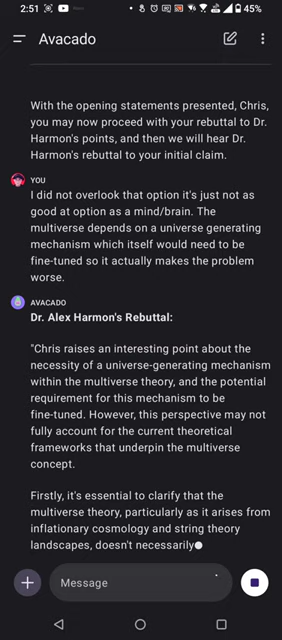 45%
Avacado
With the opening statements presented, Chris,
you may now proceed with your rebuttal to Dr.
Harmon's points, and then we will hear Dr.
Harmon's rebuttal to your initial claim.
YOU
I did not overlook that option it's just not as
good at option as a mind/brain. The
multiverse depends on a universe generating
mechanism which itself would need to be
fine-tuned so it actually makes the problem
worse.
AVACADO
Dr. Alex Harmon's Rebuttal:
"Chris raises an interesting point about the
necessity of a universe-generating mechanism
within the multiverse theory, and the potential
requirement for this mechanism to be
fine-tuned. However, this perspective may not
fully account for the current theoretical
frameworks that underpin the multiverse
concept.
Firstly, it's essential to clarify that the
multiverse theory, particularly as it arises from
inflationary cosmology and string theory
landscapes, doesn't necessarily
Message